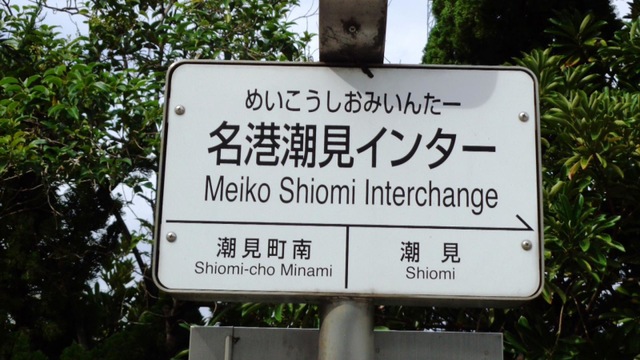 めいこうしおみいんたー
名港潮見インター
Meiko Shiomi Interchange
潮見町南
Shiomi-cho Minami
潮見
Shiomi